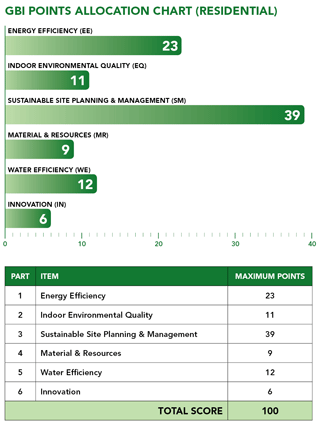 GBI POINTS ALLOCATION CHART (RESIDENTIAL)
ENERGY EFFICIENCY (EE)
23
INDOOR ENVIRONMENTAL QUALITY (EQ)
11
SUSTAINABLE SITE PLANNING & MANAGEMENT (SM)
39
MATERIAL & RESOURCES (MR)
9
WATER EFFICIENCY (WE)
12
INNOVATION (IN)
6
0 10 20 30 40
PART ITEM MAXIMUM POINTS
1 Energy Efficiency 23
2 Indoor Environmental Quality 11
3 Sustainable Site Planning & Management 39
4 Material & Resources 9
5 Water Efficiency 12
6 Innovation 6
TOTAL SCORE 100